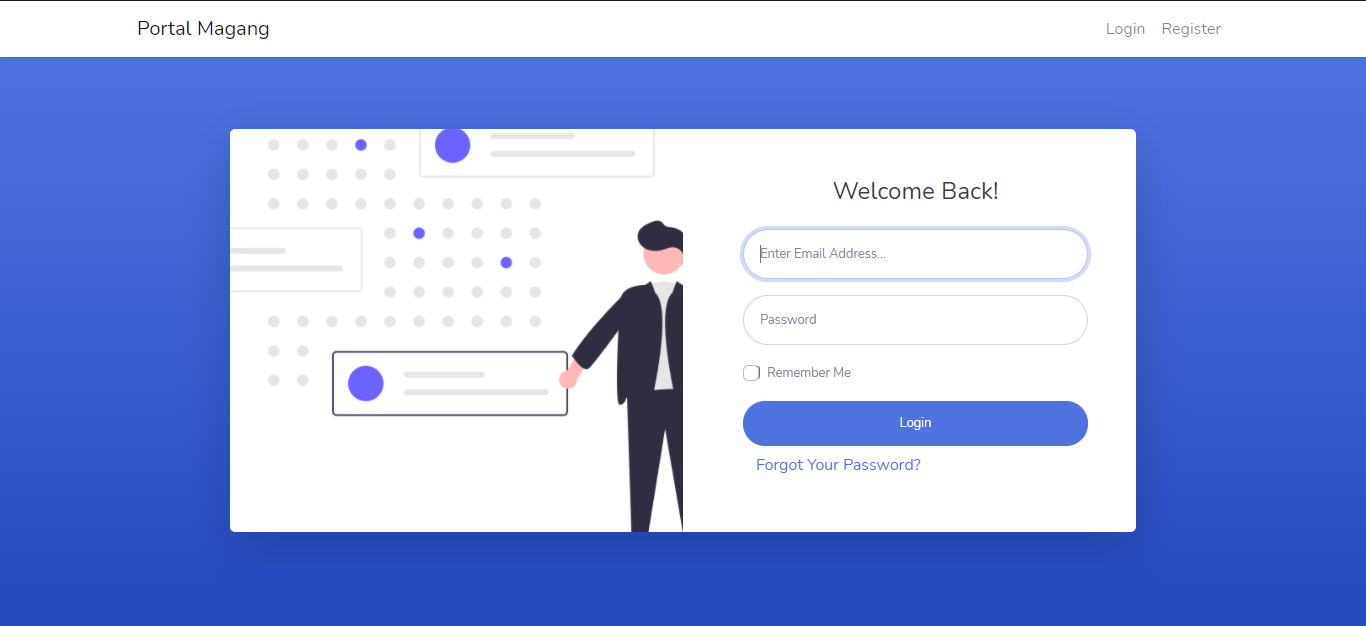 Portal Magang
Login Register
Welcome Back!
Enter Email Address...
Password
Remember Me
Login
Forgot Your Password?